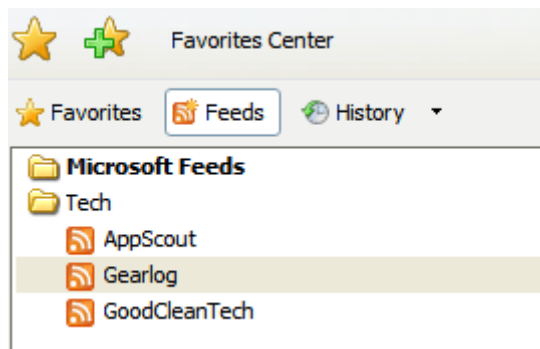 Favorites Center
Favorites Feeds History
Microsoft Feeds
Tech
AppScout
Gearlog
GoodCleanTech